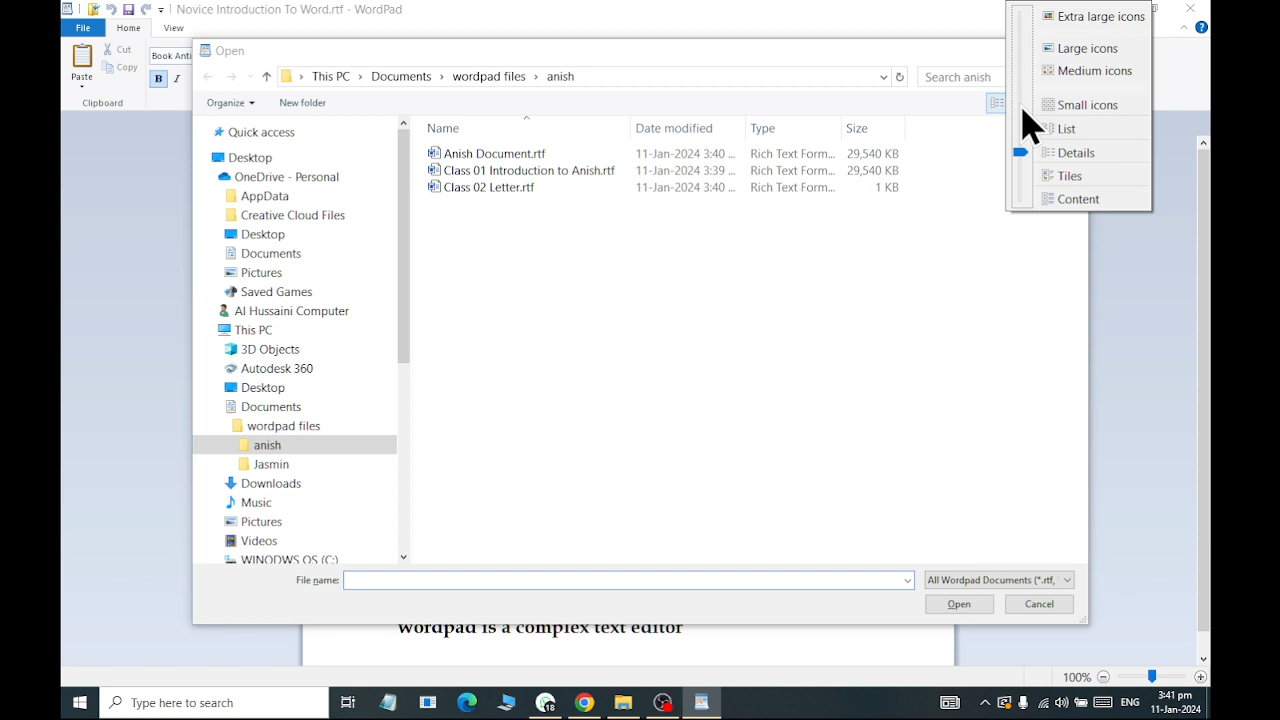 Novice Introduction To Word.rtf - WordPad
File Home View
Paste
Cut
Copy
Clipboard
Book Anti
B I
Open
This PC › Documents › wordpad files › anish
Search anish
Organize New folder
Quick access
Desktop
OneDrive - Personal
AppData
Creative Cloud Files
Desktop
Documents
Pictures
Saved Games
Al Hussaini Computer
This PC
3D Objects
Autodesk 360
Desktop
Documents
wordpad files
anish
Jasmin
Downloads
Music
Pictures
Videos
WINODWS OS (C:)
Name Date modified Type Size
Anish Document.rtf 11-Jan-2024 3:40 ... Rich Text Form... 29,540 KB
Class 01 Introduction to Anish.rtf 11-Jan-2024 3:39 ... Rich Text Form... 29,540 KB
Class 02 Letter.rtf 11-Jan-2024 3:40 ... Rich Text Form... 1 KB
Extra large icons
Large icons
Medium icons
Small icons
List
Details
Tiles
Content
File name:
All Wordpad Documents (*.rtf,
Open Cancel
wordpad is a complex text editor
100%
Type here to search
18
ENG
3:41 pm
11-Jan-2024